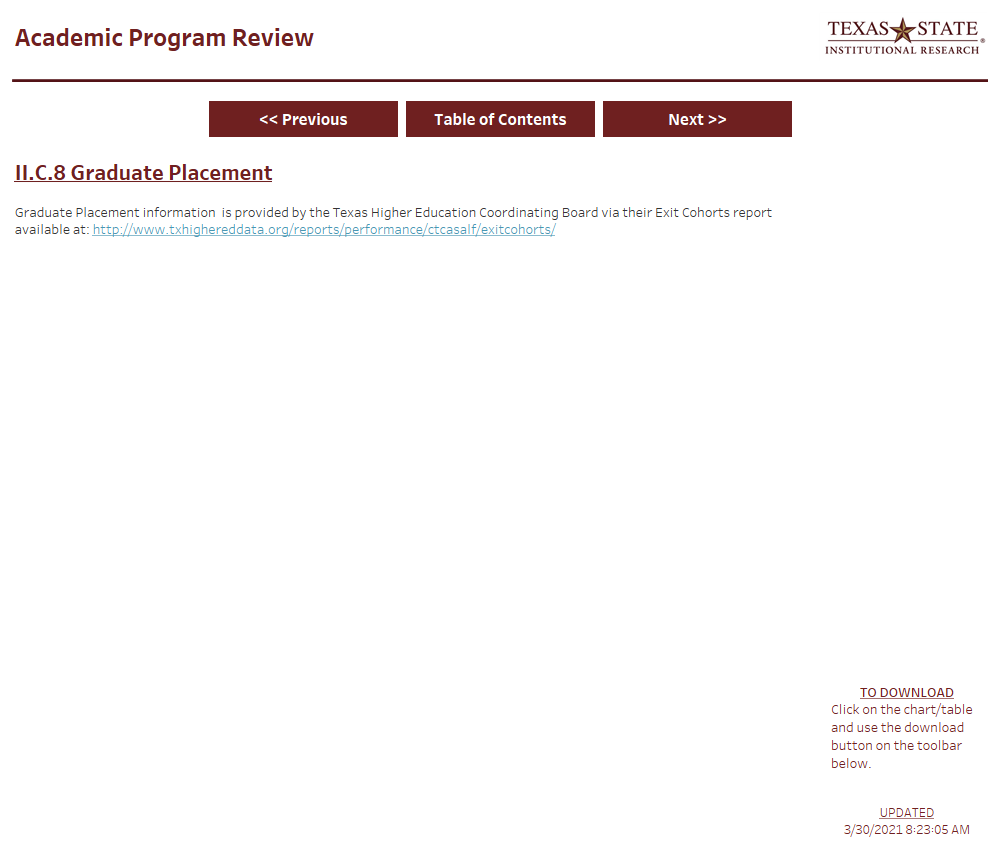 Academic Program Review
TEXAS STATE
®
INSTITUTIONAL RESEARCH
<< Previous
Table of Contents
Next >>
II.C.8 Graduate Placement
Graduate Placement information  is provided by the Texas Higher Education Coordinating Board via their Exit Cohorts report
available at: http://www.txhighereddata.org/reports/performance/ctcasalf/exitcohorts/
TO DOWNLOAD
Click on the chart/table
and use the download
button on the toolbar
below.
UPDATED
3/30/2021 8:23:05 AM